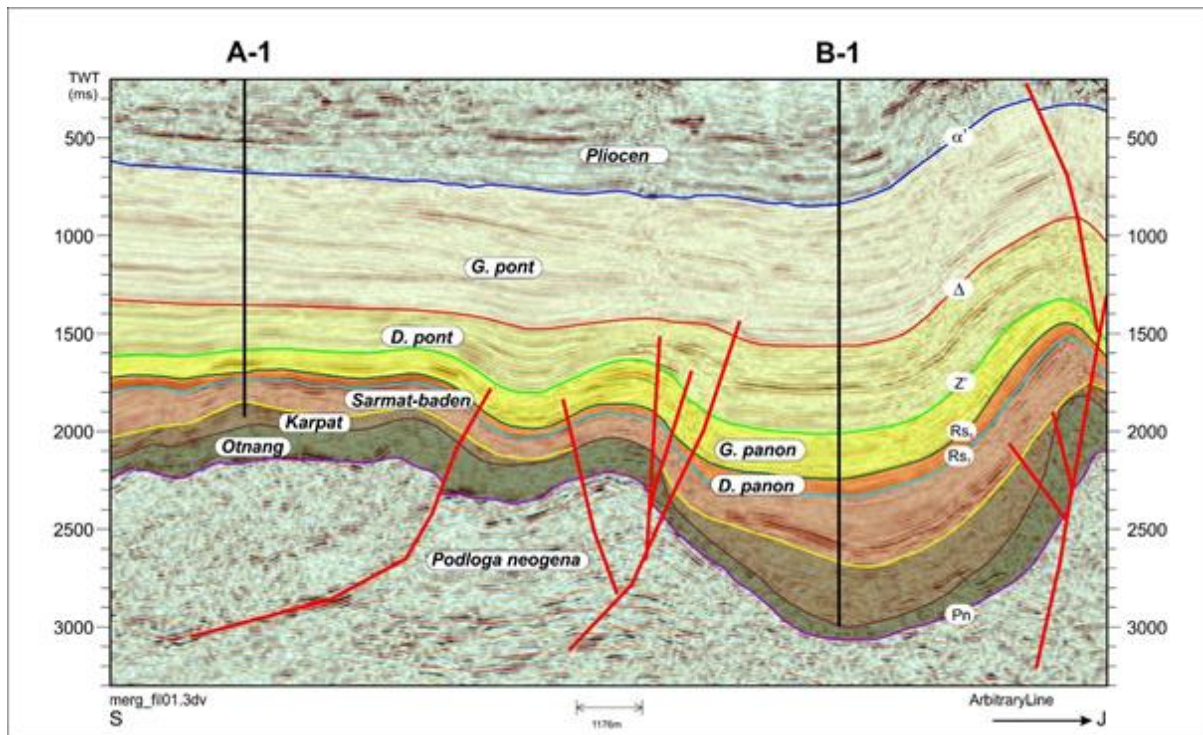 A-1 B-1
TWT
(ms)
500 500
Pliocen
α'
1000 1000
G. pont
Δ
1500 1500
D. pont
Z'
Sarmat-baden
Karpat
2000 2000
Otnang
G. panon
Rs
Rs
D. panon
2500 2500
Podloga neogena
Pn
3000 3000
merg_fil01.3dv ArbitraryLine
S J
1176m